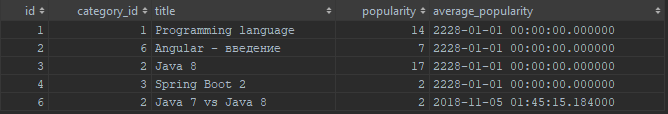 id category_id title popularity average_popularity
1 1 Programming language 14 2228-01-01 00:00:00.000000
2 6 Angular - введение 7 2228-01-01 00:00:00.000000
3 2 Java 8 17 2228-01-01 00:00:00.000000
4 3 Spring Boot 2 2 2228-01-01 00:00:00.000000
6 2 Java 7 vs Java 8 2 2018-11-05 01:45:15.184000